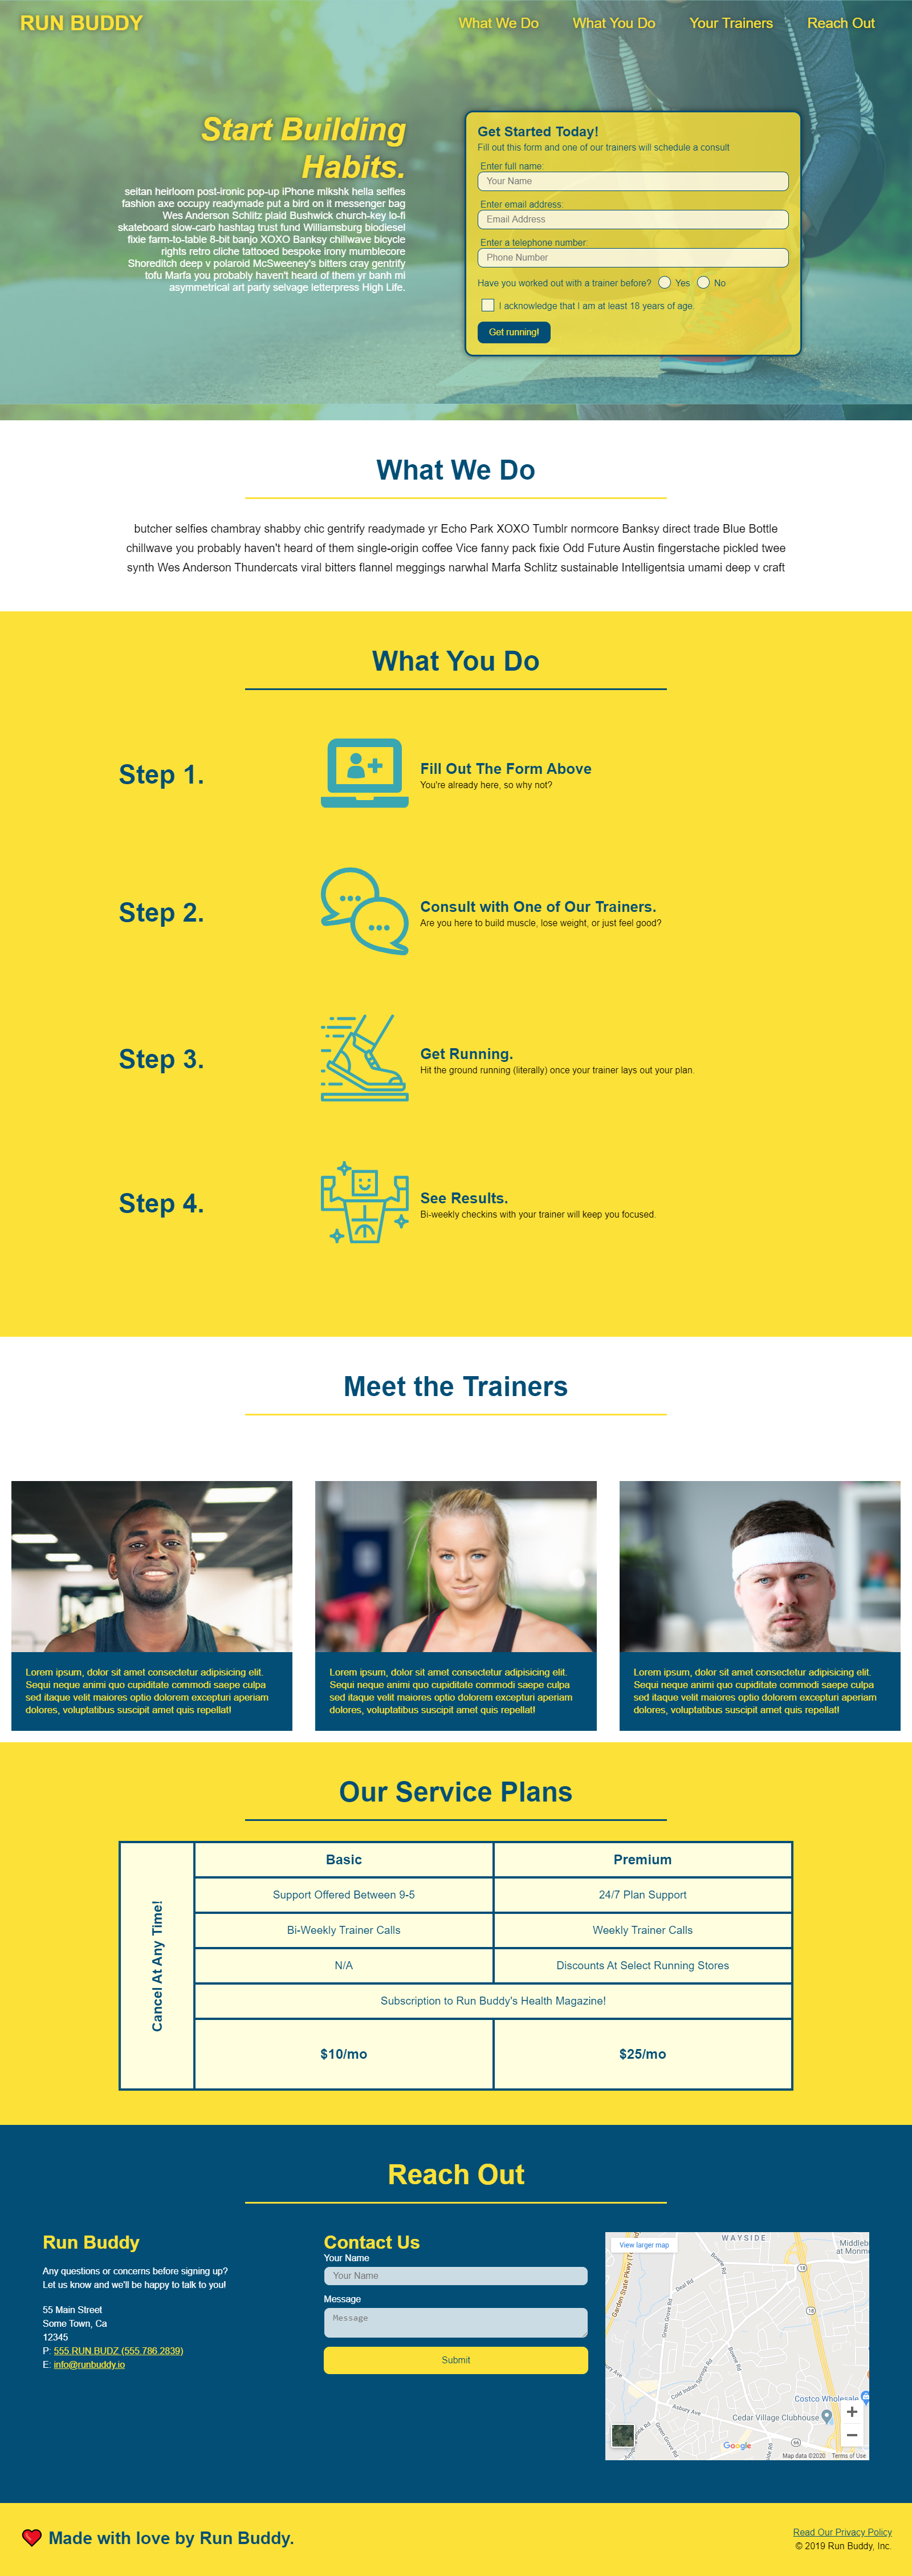 RUN BUDDY
What We Do
What You Do
Your Trainers
Reach Out
Start Building
Habits.
seitan heirloom post-ironic pop-up iPhone mlkshk hella selfies
fashion axe occupy readymade put a bird on it messenger bag
Wes Anderson Schlitz plaid Bushwick church-key lo-fi
skateboard slow-carb hashtag trust fund Williamsburg biodiesel
fixie farm-to-table 8-bit banjo XOXO Banksy chillwave bicycle
rights retro cliche tattooed bespoke irony mumblecore
Shoreditch deep v polaroid McSweeney's bitters cray gentrify
tofu Marfa you probably haven't heard of them yr banh mi
asymmetrical art party selvage letterpress High Life.
Get Started Today!
Fill out this form and one of our trainers will schedule a consult
Enter full name:
Your Name
Enter email address:
Email Address
Enter a telephone number:
Phone Number
Have you worked out with a trainer before? Yes No
I acknowledge that I am at least 18 years of age.
Get running!
What We Do
butcher selfies chambray shabby chic gentrify readymade yr Echo Park XOXO Tumblr normcore Banksy direct trade Blue Bottle
chillwave you probably haven't heard of them single-origin coffee Vice fanny pack fixie Odd Future Austin fingerstache pickled twee
synth Wes Anderson Thundercats viral bitters flannel meggings narwhal Marfa Schlitz sustainable Intelligentsia umami deep v craft
What You Do
Step 1.
Fill Out The Form Above
You're already here, so why not?
Step 2.
Consult with One of Our Trainers.
Are you here to build muscle, lose weight, or just feel good?
Step 3.
Get Running.
Hit the ground running (literally) once your trainer lays out your plan.
Step 4.
See Results.
Bi-weekly checkins with your trainer will keep you focused.
Meet the Trainers
Lorem ipsum, dolor sit amet consectetur adipisicing elit.
Sequi neque animi quo cupiditate commodi saepe culpa
sed itaque velit maiores optio dolorem excepturi aperiam
dolores, voluptatibus suscipit amet quis repellat!
Lorem ipsum, dolor sit amet consectetur adipisicing elit.
Sequi neque animi quo cupiditate commodi saepe culpa
sed itaque velit maiores optio dolorem excepturi aperiam
dolores, voluptatibus suscipit amet quis repellat!
Lorem ipsum, dolor sit amet consectetur adipisicing elit.
Sequi neque animi quo cupiditate commodi saepe culpa
sed itaque velit maiores optio dolorem excepturi aperiam
dolores, voluptatibus suscipit amet quis repellat!
Our Service Plans
Cancel At Any Time!
Basic
Premium
Support Offered Between 9-5
24/7 Plan Support
Bi-Weekly Trainer Calls
Weekly Trainer Calls
N/A
Discounts At Select Running Stores
Subscription to Run Buddy's Health Magazine!
$10/mo
$25/mo
Reach Out
Run Buddy
Any questions or concerns before signing up?
Let us know and we'll be happy to talk to you!
55 Main Street
Some Town, Ca
12345
P: 555.RUN.BUDZ (555.786.2839)
E: info@runbuddy.io
Contact Us
Your Name
Your Name
Message
Message
Submit
View larger map
WAYSIDE
Middleb
at Monm
Garden State Pkwy
Deal Rd
Bowne Rd
Green Grove Rd
18
18
Cold Indian Springs Rd
Bowne Rd
Asbury Ave
Costco Wholesale
Cedar Village Clubhouse
Green Grove Rd
66
Google
Map data ©2020
Terms of Use
Made with love by Run Buddy.
Read Our Privacy Policy
© 2019 Run Buddy, Inc.